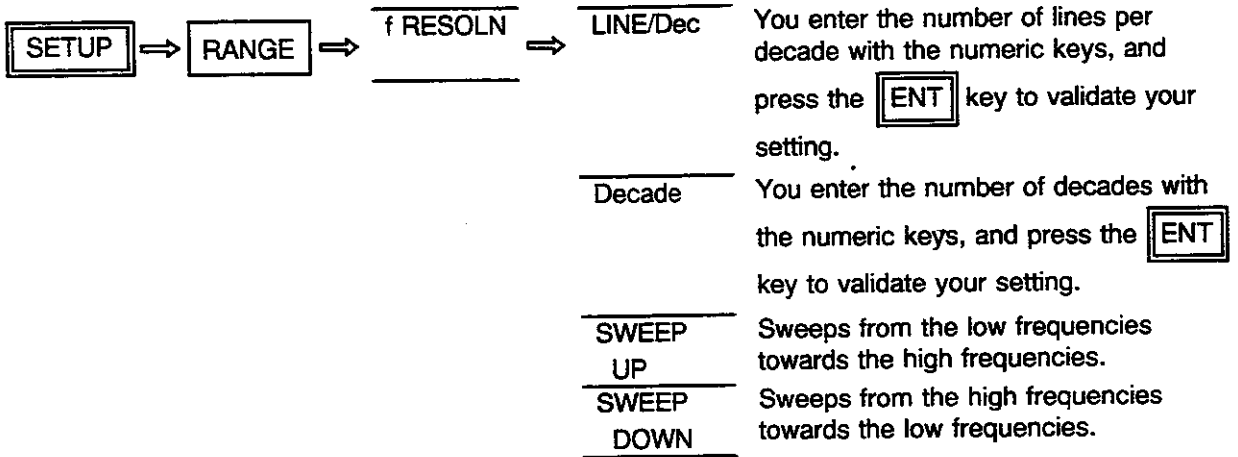 SETUP ⇒ RANGE ⇒ f RESOLN ⇒ LINE/Dec You enter the number of lines per
decade with the numeric keys, and
press the ENT key to validate your
setting.
Decade You enter the number of decades with
the numeric keys, and press the ENT
key to validate your setting.
SWEEP Sweeps from the low frequencies
UP towards the high frequencies.
SWEEP Sweeps from the high frequencies
DOWN towards the low frequencies.